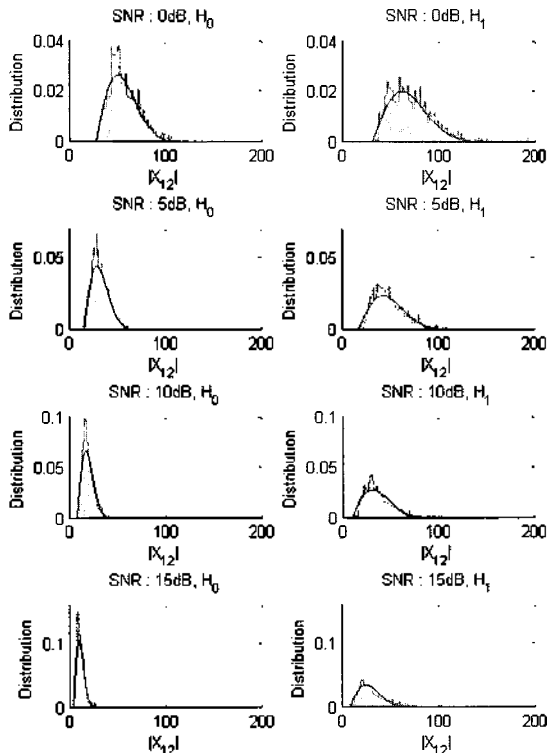 SNR : 0dB, H0
0.04
0.02
0
Distribution
0 100 200
|X12|
SNR : 0dB, H1
0.04
0.02
0
Distribution
0 100 200
|X12|
SNR : 5dB, H0
0.05
0
Distribution
0 100 200
|X12|
SNR : 5dB, H1
0.05
0
Distribution
0 100 200
|X12|
SNR : 10dB, H0
0.1
0.05
0
Distribution
0 100 200
|X12|
SNR : 10dB, H1
0.1
0.05
0
Distribution
0 100 200
|X12|
SNR : 15dB, H0
0.1
0
Distribution
0 100 200
|X12|
SNR : 15dB, H1
0.1
0
Distribution
0 100 200
|X12|